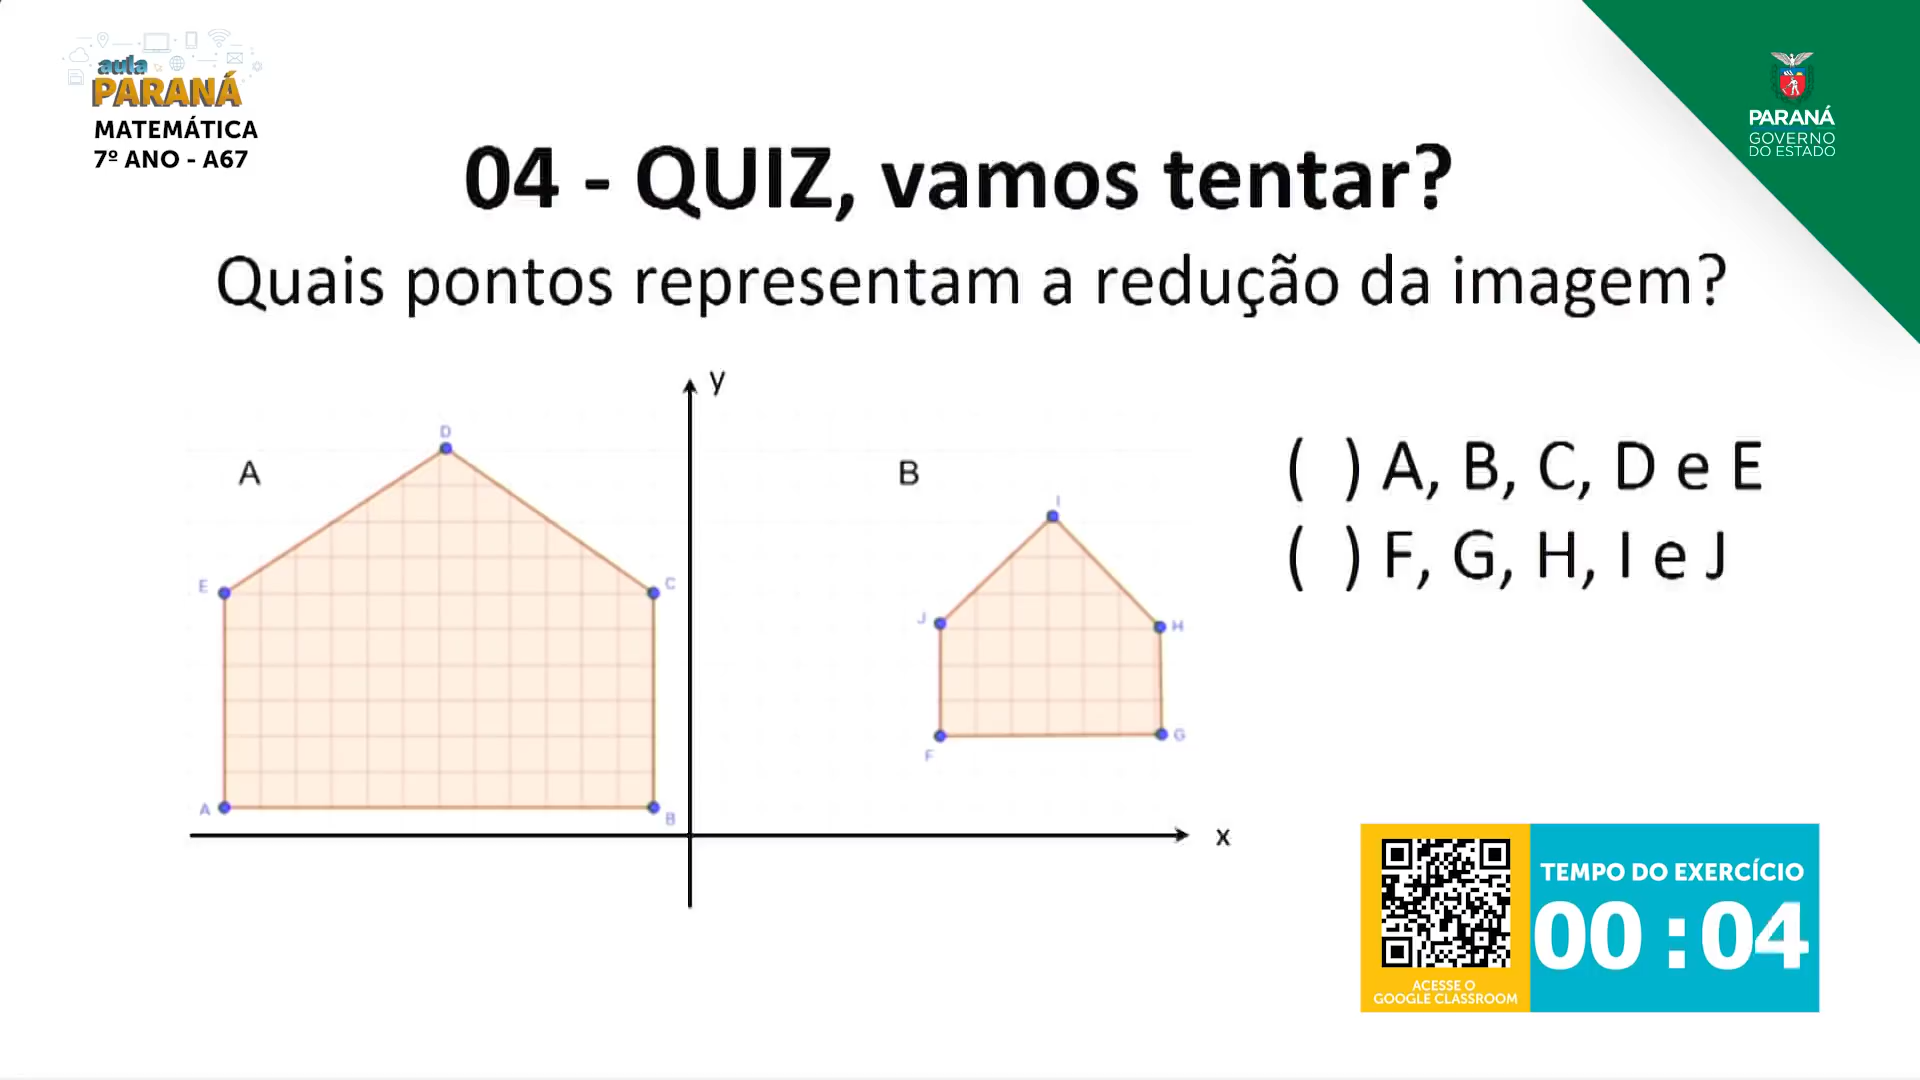 aula
PARANÁ
MATEMÁTICA
7º ANO - A67
PARANÁ
GOVERNO
DO ESTADO
04 - QUIZ, vamos tentar?
Quais pontos representam a redução da imagem?
y
D
A
B
I
E
C
J
H
F
G
A
B
x
( ) A, B, C, D e E
( ) F, G, H, I e J
TEMPO DO EXERCÍCIO
00:04
ACESSE O
GOOGLE CLASSROOM